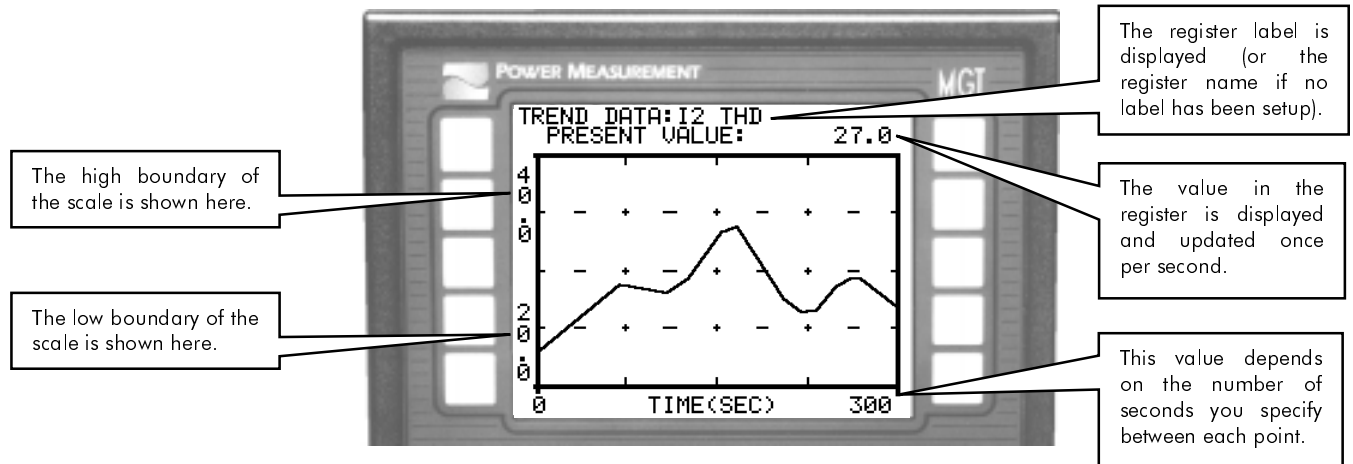 POWER MEASUREMENT
MGT
TREND DATA:I2 THD
PRESENT VALUE: 27.0
40.0
20.0
0 TIME(SEC) 300
The high boundary of
the scale is shown here.
The low boundary of the
scale is shown here.
The register label is
displayed (or the
register name if no
label has been setup).
The value in the
register is displayed
and updated once
per second.
This value depends
on the number of
seconds you specify
between each point.